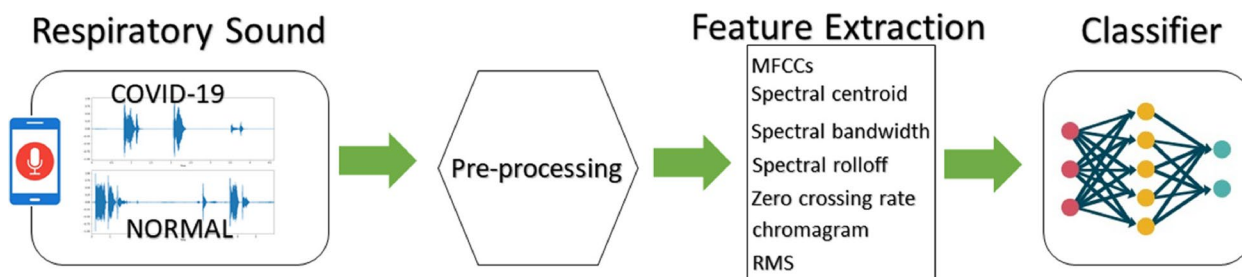 Respiratory Sound
COVID-19
NORMAL
Pre-processing
Feature Extraction
MFCCs
Spectral centroid
Spectral bandwidth
Spectral rolloff
Zero crossing rate
chromagram
RMS
Classifier